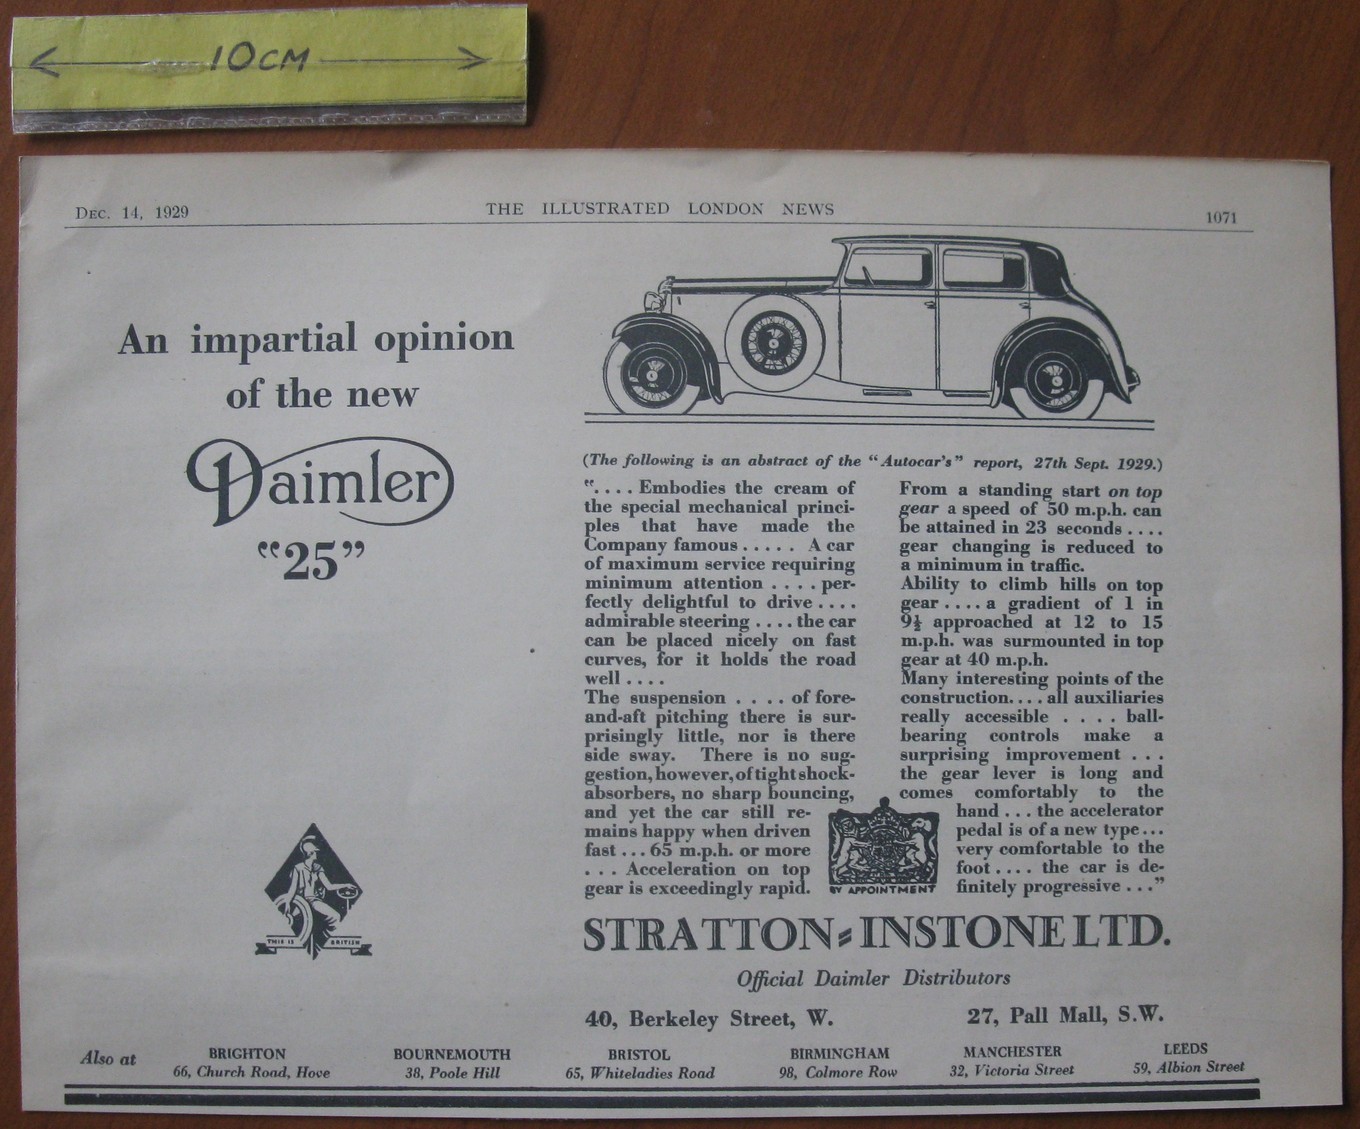 10CM
DEC. 14, 1929
THE ILLUSTRATED LONDON NEWS
1071
An impartial opinion
of the new
Daimler
“25”
(The following is an abstract of the “Autocar's” report, 27th Sept. 1929.)
“. . . . Embodies the cream of
the special mechanical princi-
ples that have made the
Company famous . . . . . A car
of maximum service requiring
minimum attention . . . . per-
fectly delightful to drive . . . .
admirable steering . . . . the car
can be placed nicely on fast
curves, for it holds the road
well . . . .
The suspension . . . . of fore-
and-aft pitching there is sur-
prisingly little, nor is there
side sway. There is no sug-
gestion, however, of tight shock-
absorbers, no sharp bouncing,
and yet the car still re-
mains happy when driven
fast . . . 65 m.p.h. or more
. . . Acceleration on top
gear is exceedingly rapid.
From a standing start on top
gear a speed of 50 m.p.h. can
be attained in 23 seconds . . . .
gear changing is reduced to
a minimum in traffic.
Ability to climb hills on top
gear . . . . a gradient of 1 in
9½ approached at 12 to 15
m.p.h. was surmounted in top
gear at 40 m.p.h.
Many interesting points of the
construction. . . . all auxiliaries
really accessible . . . . ball-
bearing controls make a
surprising improvement . . .
the gear lever is long and
comes comfortably to the
hand . . . the accelerator
pedal is of a new type . . .
very comfortable to the
foot . . . . the car is de-
finitely progressive . . .”
BY APPOINTMENT
THIS IS BRITISH
STRATTON=INSTONE LTD.
Official Daimler Distributors
40, Berkeley Street, W.
27, Pall Mall, S.W.
Also at
BRIGHTON
66, Church Road, Hove
BOURNEMOUTH
38, Poole Hill
BRISTOL
65, Whiteladies Road
BIRMINGHAM
98, Colmore Row
MANCHESTER
32, Victoria Street
LEEDS
59, Albion Street